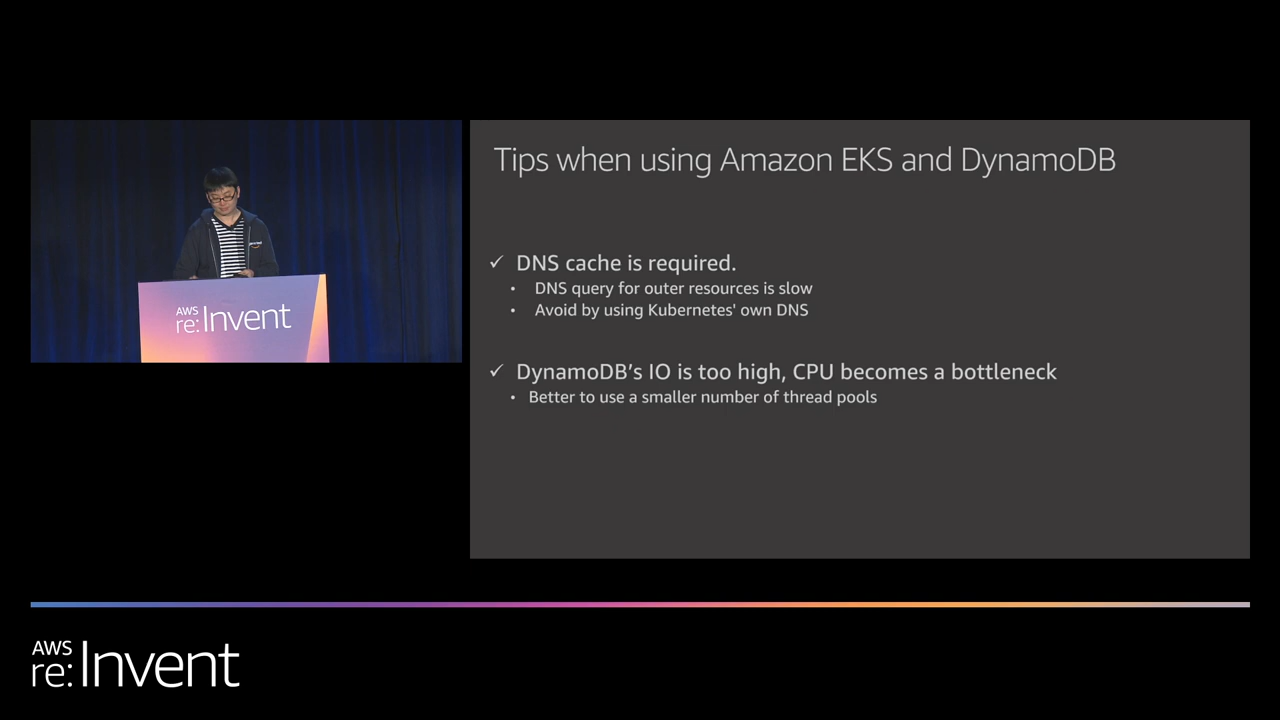 Tips when using Amazon EKS and DynamoDB
✓ DNS cache is required.
• DNS query for outer resources is slow
• Avoid by using Kubernetes' own DNS
✓ DynamoDB’s IO is too high, CPU becomes a bottleneck
• Better to use a smaller number of thread pools
AWS
re:Invent
AWS
re:Invent